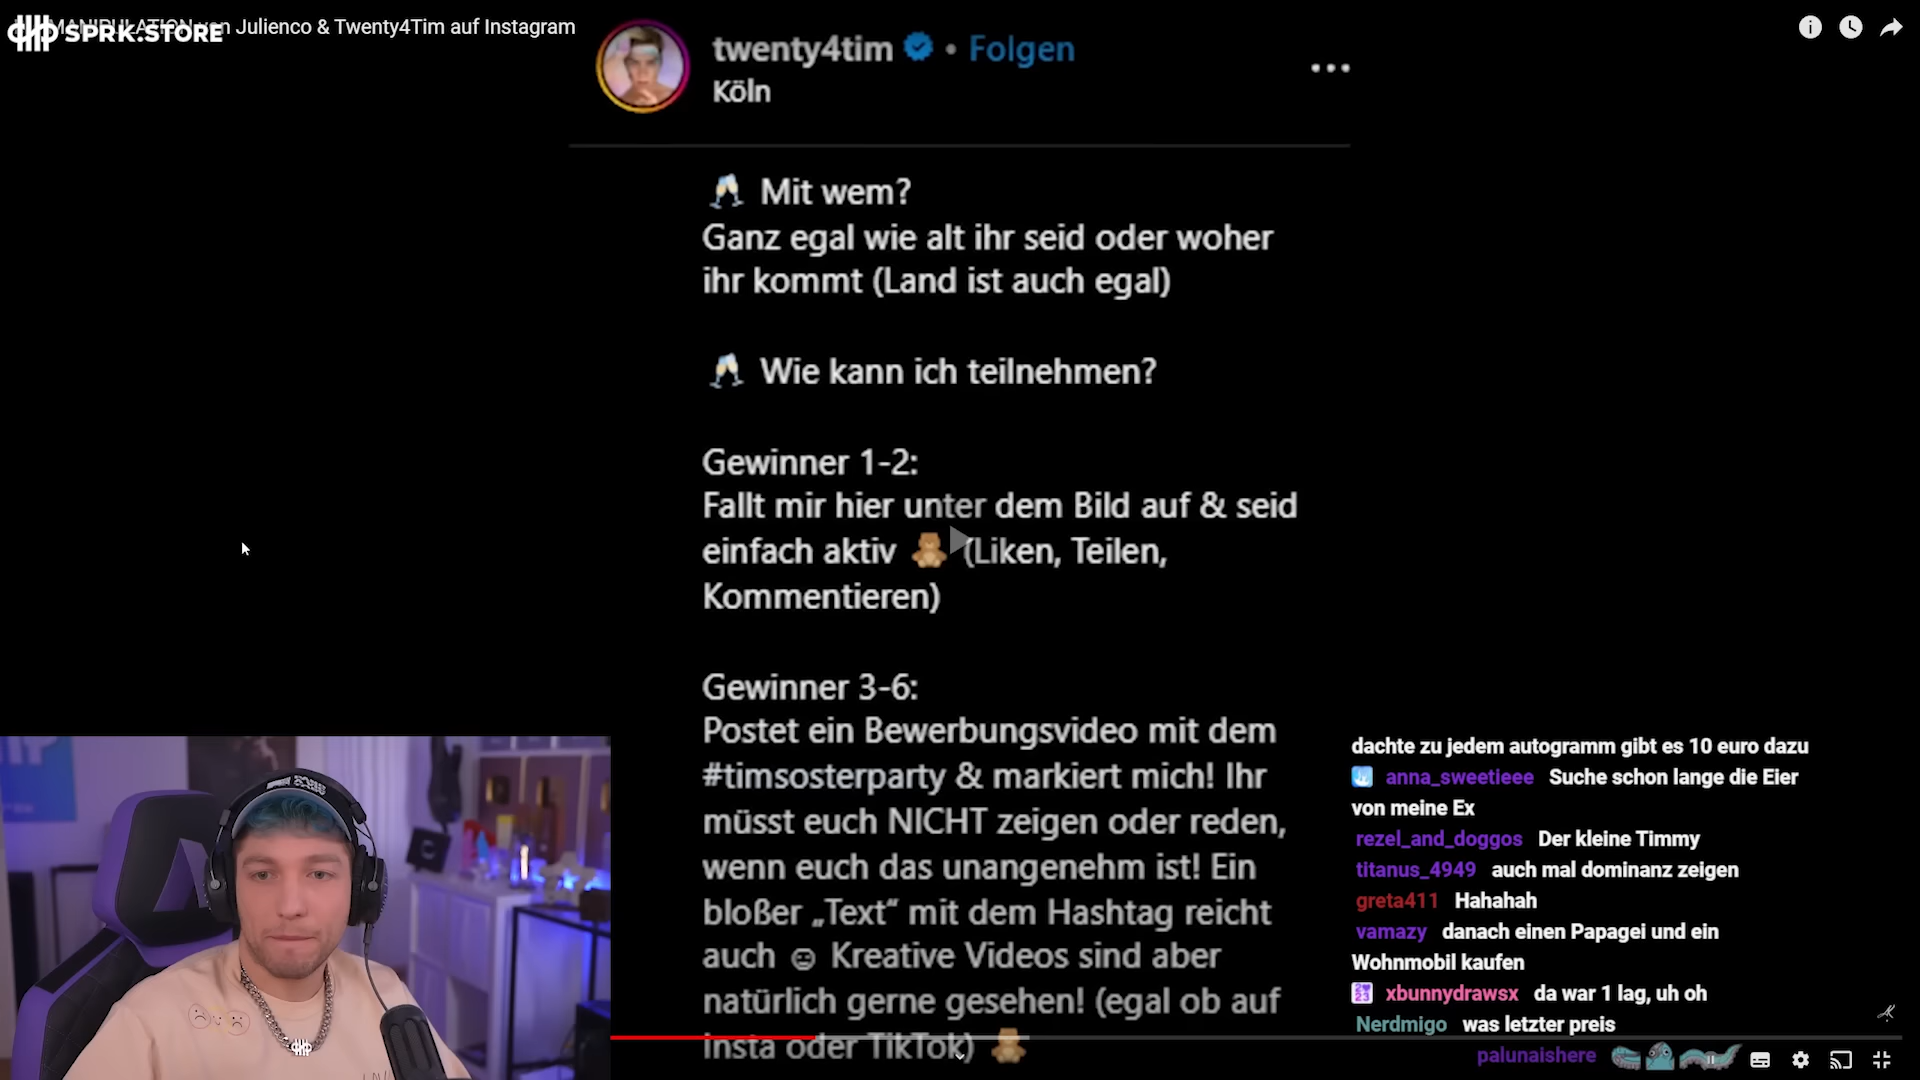 MANIPULATION von Julienco & Twenty4Tim auf Instagram
SPRK.STORE
twenty4tim • Folgen
Köln
🥂 Mit wem?
Ganz egal wie alt ihr seid oder woher
ihr kommt (Land ist auch egal)
🥂 Wie kann ich teilnehmen?
Gewinner 1-2:
Fallt mir hier unter dem Bild auf & seid
einfach aktiv 🧸 (Liken, Teilen,
Kommentieren)
Gewinner 3-6:
Postet ein Bewerbungsvideo mit dem
#timsosterparty & markiert mich! Ihr
müsst euch NICHT zeigen oder reden,
wenn euch das unangenehm ist! Ein
bloßer „Text“ mit dem Hashtag reicht
auch 😊 Kreative Videos sind aber
natürlich gerne gesehen! (egal ob auf
Insta oder TikTok) 🧸
dachte zu jedem autogramm gibt es 10 euro dazu
anna_sweetieee Suche schon lange die Eier
von meine Ex
rezel_and_doggos Der kleine Timmy
titanus_4949 auch mal dominanz zeigen
greta411 Hahahah
vamazy danach einen Papagei und ein
Wohnmobil kaufen
xbunnydrawsx da war 1 lag, uh oh
Nerdmigo was letzter preis
palunaishere